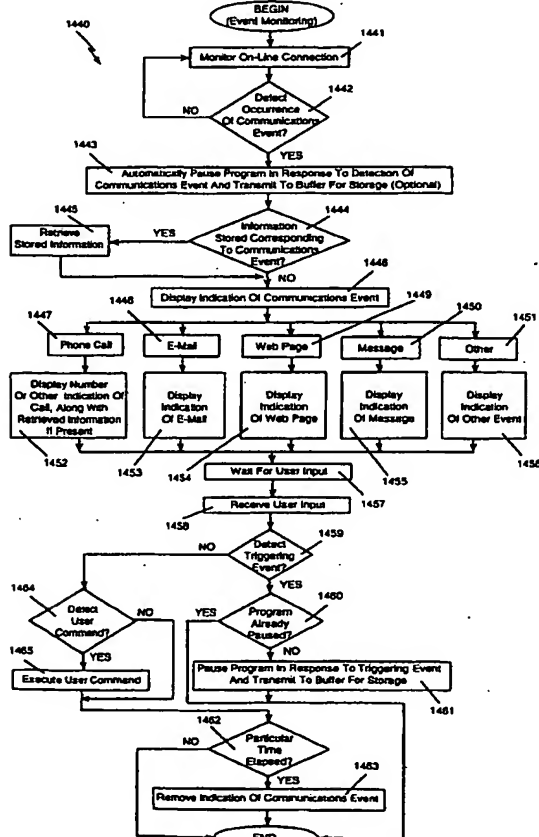 BEGIN
(Event Monitoring)
1440
1441
Monitor On-Line Connection
1442
NO
Detect
Occurrence
Of Communications
Event?
YES
1443
Automatically Pause Program In Response To Detection Of
Communications Event And Transmit To Buffer For Storage (Optional)
1445
1444
Retrieve
Stored Information
YES
Information
Stored Corresponding
To Communications
Event?
NO
1446
Display Indication Of Communications Event
1447
1448
1449
1450
1451
Phone Call
E-Mail
Web Page
Message
Other
Display Number
Or Other Indication Of
Call, Along With
Retrieved Information
If Present
Display
Indication
Of E-Mail
Display
Indication
Of Web Page
Display
Indication
Of Message
Display
Indication
Of Other Event
1452
1453
1454
1455
1456
Wait For User Input
1457
Receive User Input
1458
1459
NO
Detect
Triggering
Event?
YES
1464
1460
Detect
User
Command?
NO
YES
YES
Program
Already
Paused?
NO
1465
Execute User Command
Pause Program In Response To Triggering Event
And Transmit To Buffer For Storage
1461
1462
NO
Particular
Time
Elapsed?
YES
1463
Remove Indication Of Communications Event
END